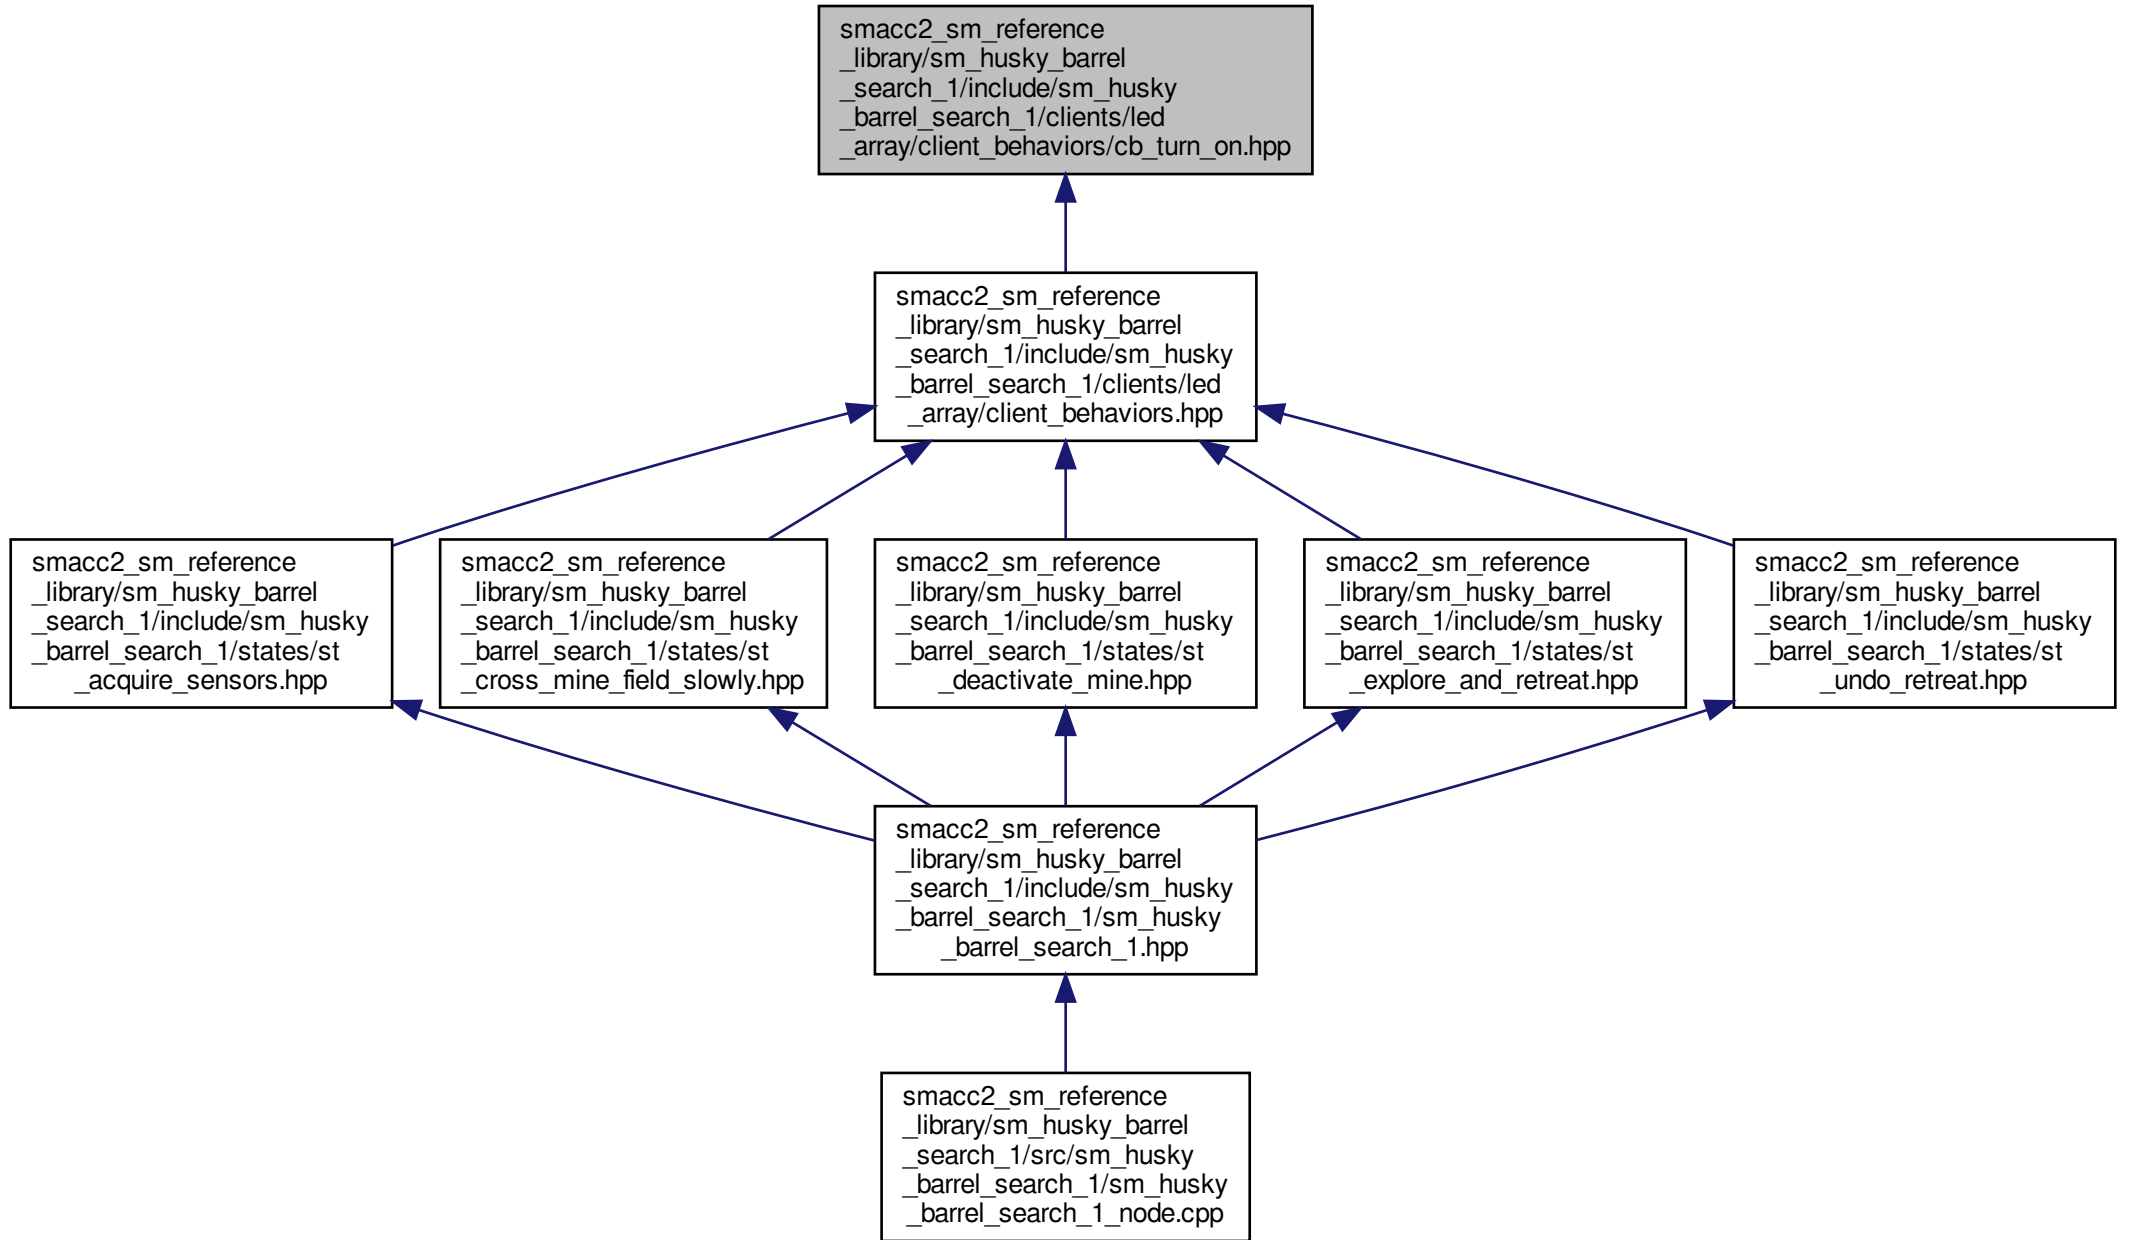 smacc2_sm_reference
_library/sm_husky_barrel
_search_1/include/sm_husky
_barrel_search_1/clients/led
_array/client_behaviors/cb_turn_on.hpp
smacc2_sm_reference
_library/sm_husky_barrel
_search_1/include/sm_husky
_barrel_search_1/clients/led
_array/client_behaviors.hpp
smacc2_sm_reference
_library/sm_husky_barrel
_search_1/include/sm_husky
_barrel_search_1/states/st
_acquire_sensors.hpp
smacc2_sm_reference
_library/sm_husky_barrel
_search_1/include/sm_husky
_barrel_search_1/states/st
_cross_mine_field_slowly.hpp
smacc2_sm_reference
_library/sm_husky_barrel
_search_1/include/sm_husky
_barrel_search_1/states/st
_deactivate_mine.hpp
smacc2_sm_reference
_library/sm_husky_barrel
_search_1/include/sm_husky
_barrel_search_1/states/st
_explore_and_retreat.hpp
smacc2_sm_reference
_library/sm_husky_barrel
_search_1/include/sm_husky
_barrel_search_1/states/st
_undo_retreat.hpp
smacc2_sm_reference
_library/sm_husky_barrel
_search_1/include/sm_husky
_barrel_search_1/sm_husky
_barrel_search_1.hpp
smacc2_sm_reference
_library/sm_husky_barrel
_search_1/src/sm_husky
_barrel_search_1/sm_husky
_barrel_search_1_node.cpp